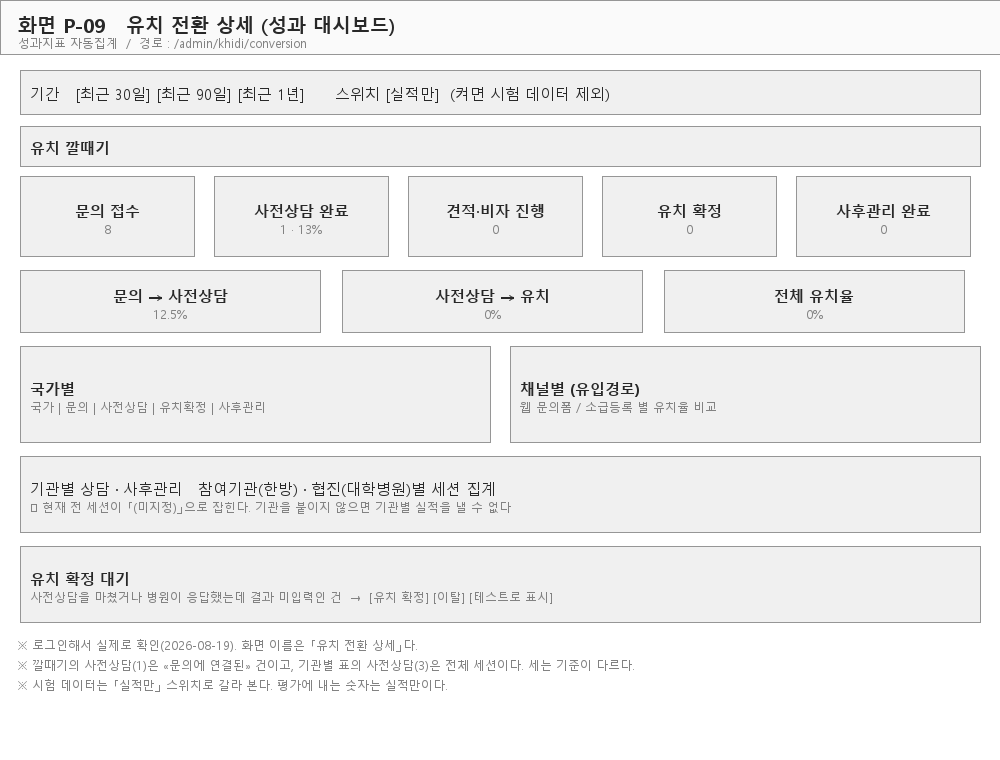 화면 P-09 유치 전환 상세 (성과 대시보드)
성과지표 자동집계 / 경로 : /admin/khidi/conversion
기간 [최근 30일] [최근 90일] [최근 1년] 스위치 [실적만] (켜면 시험 데이터 제외)
유치 깔때기
문의 접수
8
사전상담 완료
1 · 13%
견적·비자 진행
0
유치 확정
0
사후관리 완료
0
문의 → 사전상담
12.5%
사전상담 → 유치
0%
전체 유치율
0%
국가별
국가 | 문의 | 사전상담 | 유치확정 | 사후관리
채널별 (유입경로)
웹 문의폼 / 소급등록 별 유치율 비교
기관별 상담 · 사후관리 참여기관(한방) · 협진(대학병원)별 세션 집계
현재 전 세션이 「(미지정)」으로 잡힌다. 기관을 붙이지 않으면 기관별 실적을 낼 수 없다
유치 확정 대기
사전상담을 마쳤거나 병원이 응답했는데 결과 미입력인 건 → [유치 확정] [이탈] [테스트로 표시]
※ 로그인해서 실제로 확인(2026-08-19). 화면 이름은 「유치 전환 상세」다.
※ 깔때기의 사전상담(1)은 «문의에 연결된» 건이고, 기관별 표의 사전상담(3)은 전체 세션이다. 세는 기준이 다르다.
※ 시험 데이터는 「실적만」 스위치로 갈라 본다. 평가에 내는 숫자는 실적만이다.